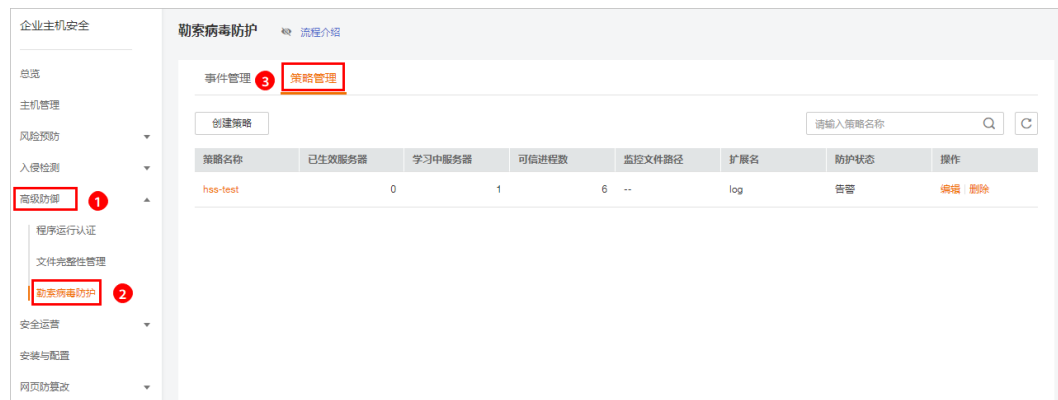 企业主机安全
总览
主机管理
风险预防
入侵检测
高级防御 1
程序运行认证
文件完整性管理
勒索病毒防护 2
安全运营
安装与配置
网页防篡改
勒索病毒防护 流程介绍
事件管理 3 策略管理
创建策略 请输入策略名称
策略名称 已生效服务器 学习中服务器 可信进程数 监控文件路径 扩展名 防护状态 操作
hss-test 0 1 6 -- log 告警 编辑 删除